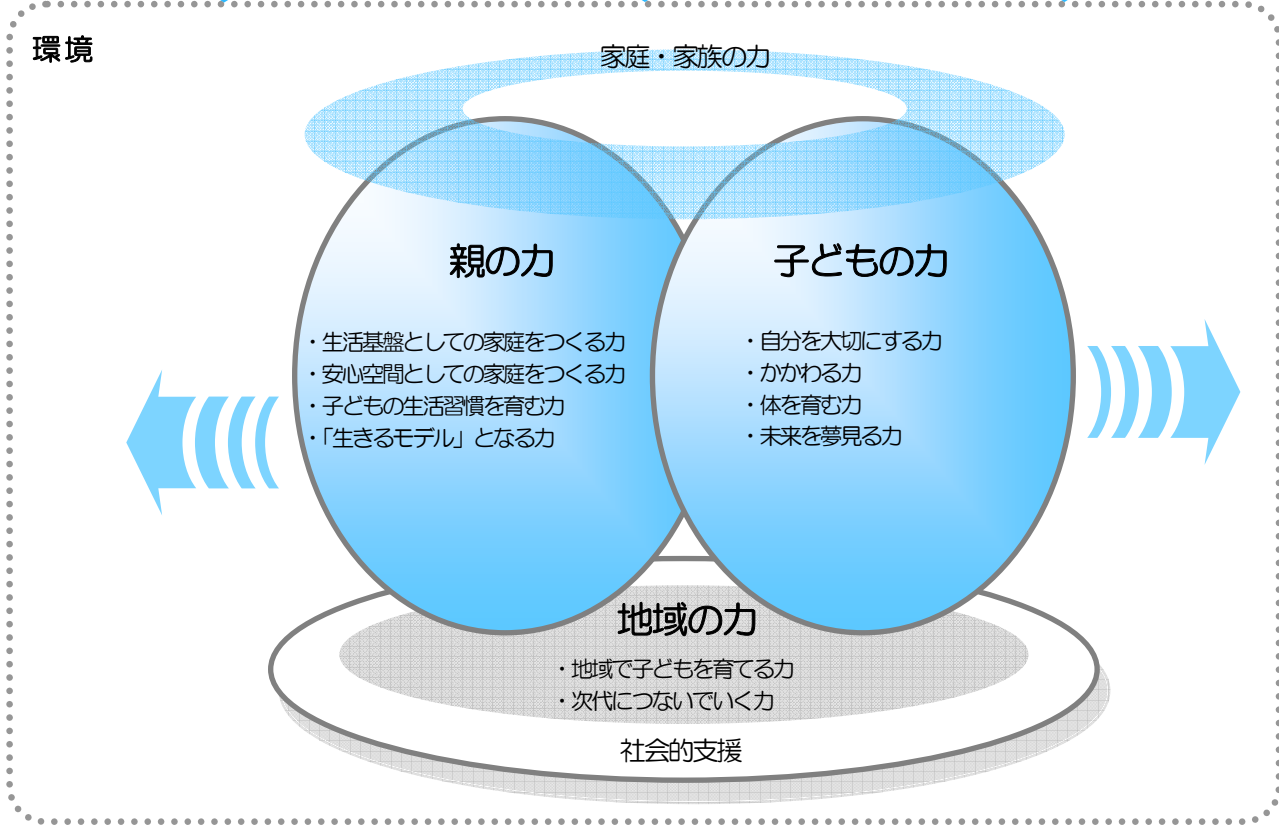 環境
家庭・家族の力
親の力
・生活基盤としての家庭をつくる力
・安心空間としての家庭をつくる力
・子どもの生活習慣を育む力
・「生きるモデル」となる力
子どもの力
・自分を大切にする力
・かかわる力
・体を育む力
・未来を夢見る力
地域の力
・地域で子どもを育てる力
・次代につないでいく力
社会的支援